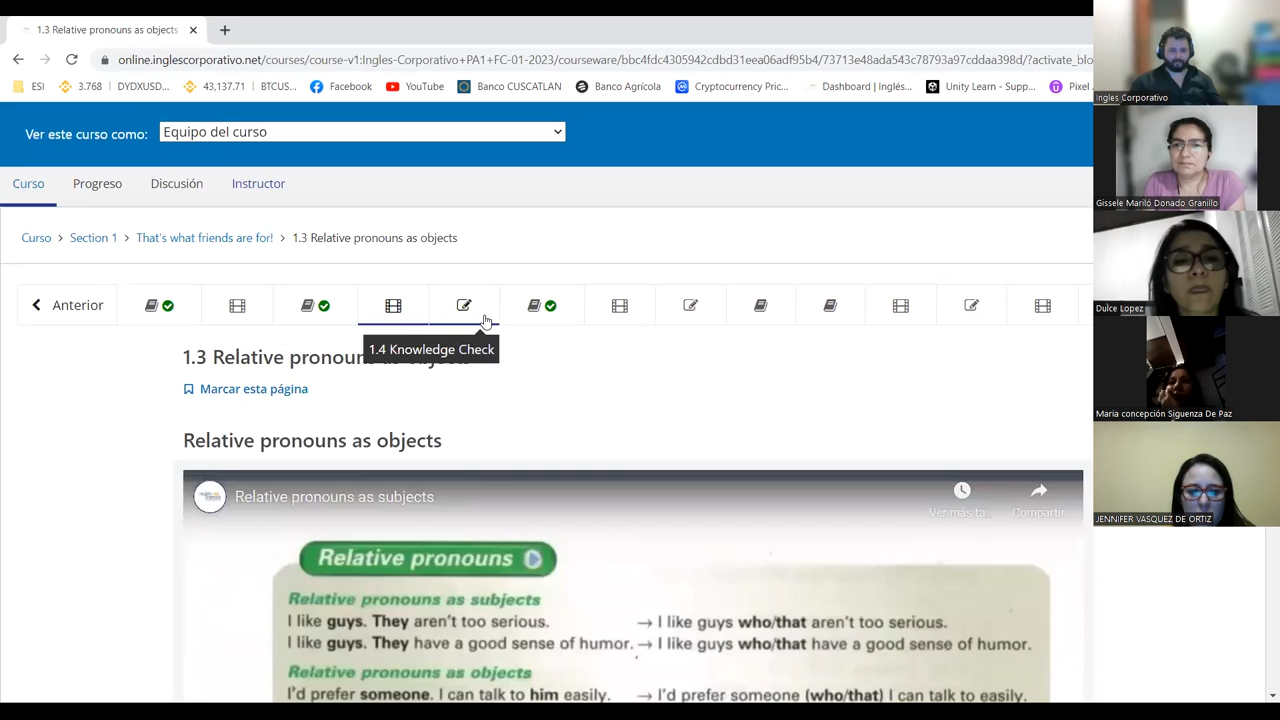 1.3 Relative pronouns as objects
online.inglescorporativo.net/courses/course-v1:Ingles-Corporativo+PA1+FC-01-2023/courseware/bbc4fdc4305942cdbd31bea06adf95b4/73713e48ada543c78793a97cddaa398d/?activate_blo
ESI 3.768 DYDXUSD... 43,137.71 BTCUS... Facebook YouTube Banco CUSCATLAN Banco Agrícola Cryptocurrency Pric... Dashboard | Inglés... Unity Learn - Supp... Pixel
Ver este curso como: Equipo del curso
Curso Progreso Discusión Instructor
Curso > Section 1 > That's what friends are for! > 1.3 Relative pronouns as objects
Anterior
1.4 Knowledge Check
1.3 Relative pronouns as objects
Marcar esta página
Relative pronouns as objects
Relative pronouns as subjects
Ver más ta...
Compartir
Relative pronouns
Relative pronouns as subjects
I like guys. They aren't too serious. → I like guys who/that aren't too serious.
I like guys. They have a good sense of humor. → I like guys who/that have a good sense of humor.
Relative pronouns as objects
I'd prefer someone. I can talk to him easily. → I'd prefer someone (who/that) I can talk to easily.
Ingles Corporativo
Gissele Mariló Donado Granillo
Dulce Lopez
Maria concepción Siguenza De Paz
JENNIFER VASQUEZ DE ORTIZ